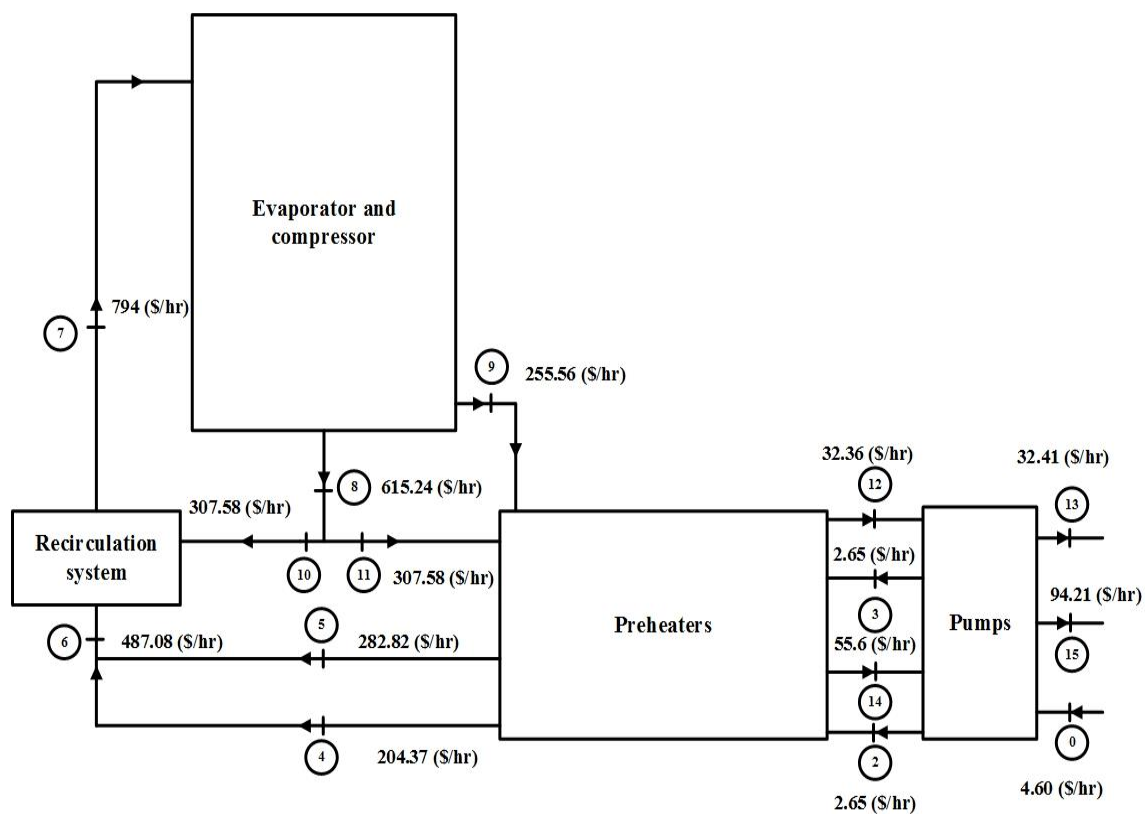 Evaporator and
compressor
794 ($/hr)
7
9
255.56 ($/hr)
8
615.24 ($/hr)
307.58 ($/hr)
Recirculation
system
10
11
307.58 ($/hr)
5
6
487.08 ($/hr)
282.82 ($/hr)
4
204.37 ($/hr)
Preheaters
32.36 ($/hr)
12
2.65 ($/hr)
3
55.6 ($/hr)
14
2
2.65 ($/hr)
Pumps
32.41 ($/hr)
13
94.21 ($/hr)
15
0
4.60 ($/hr)